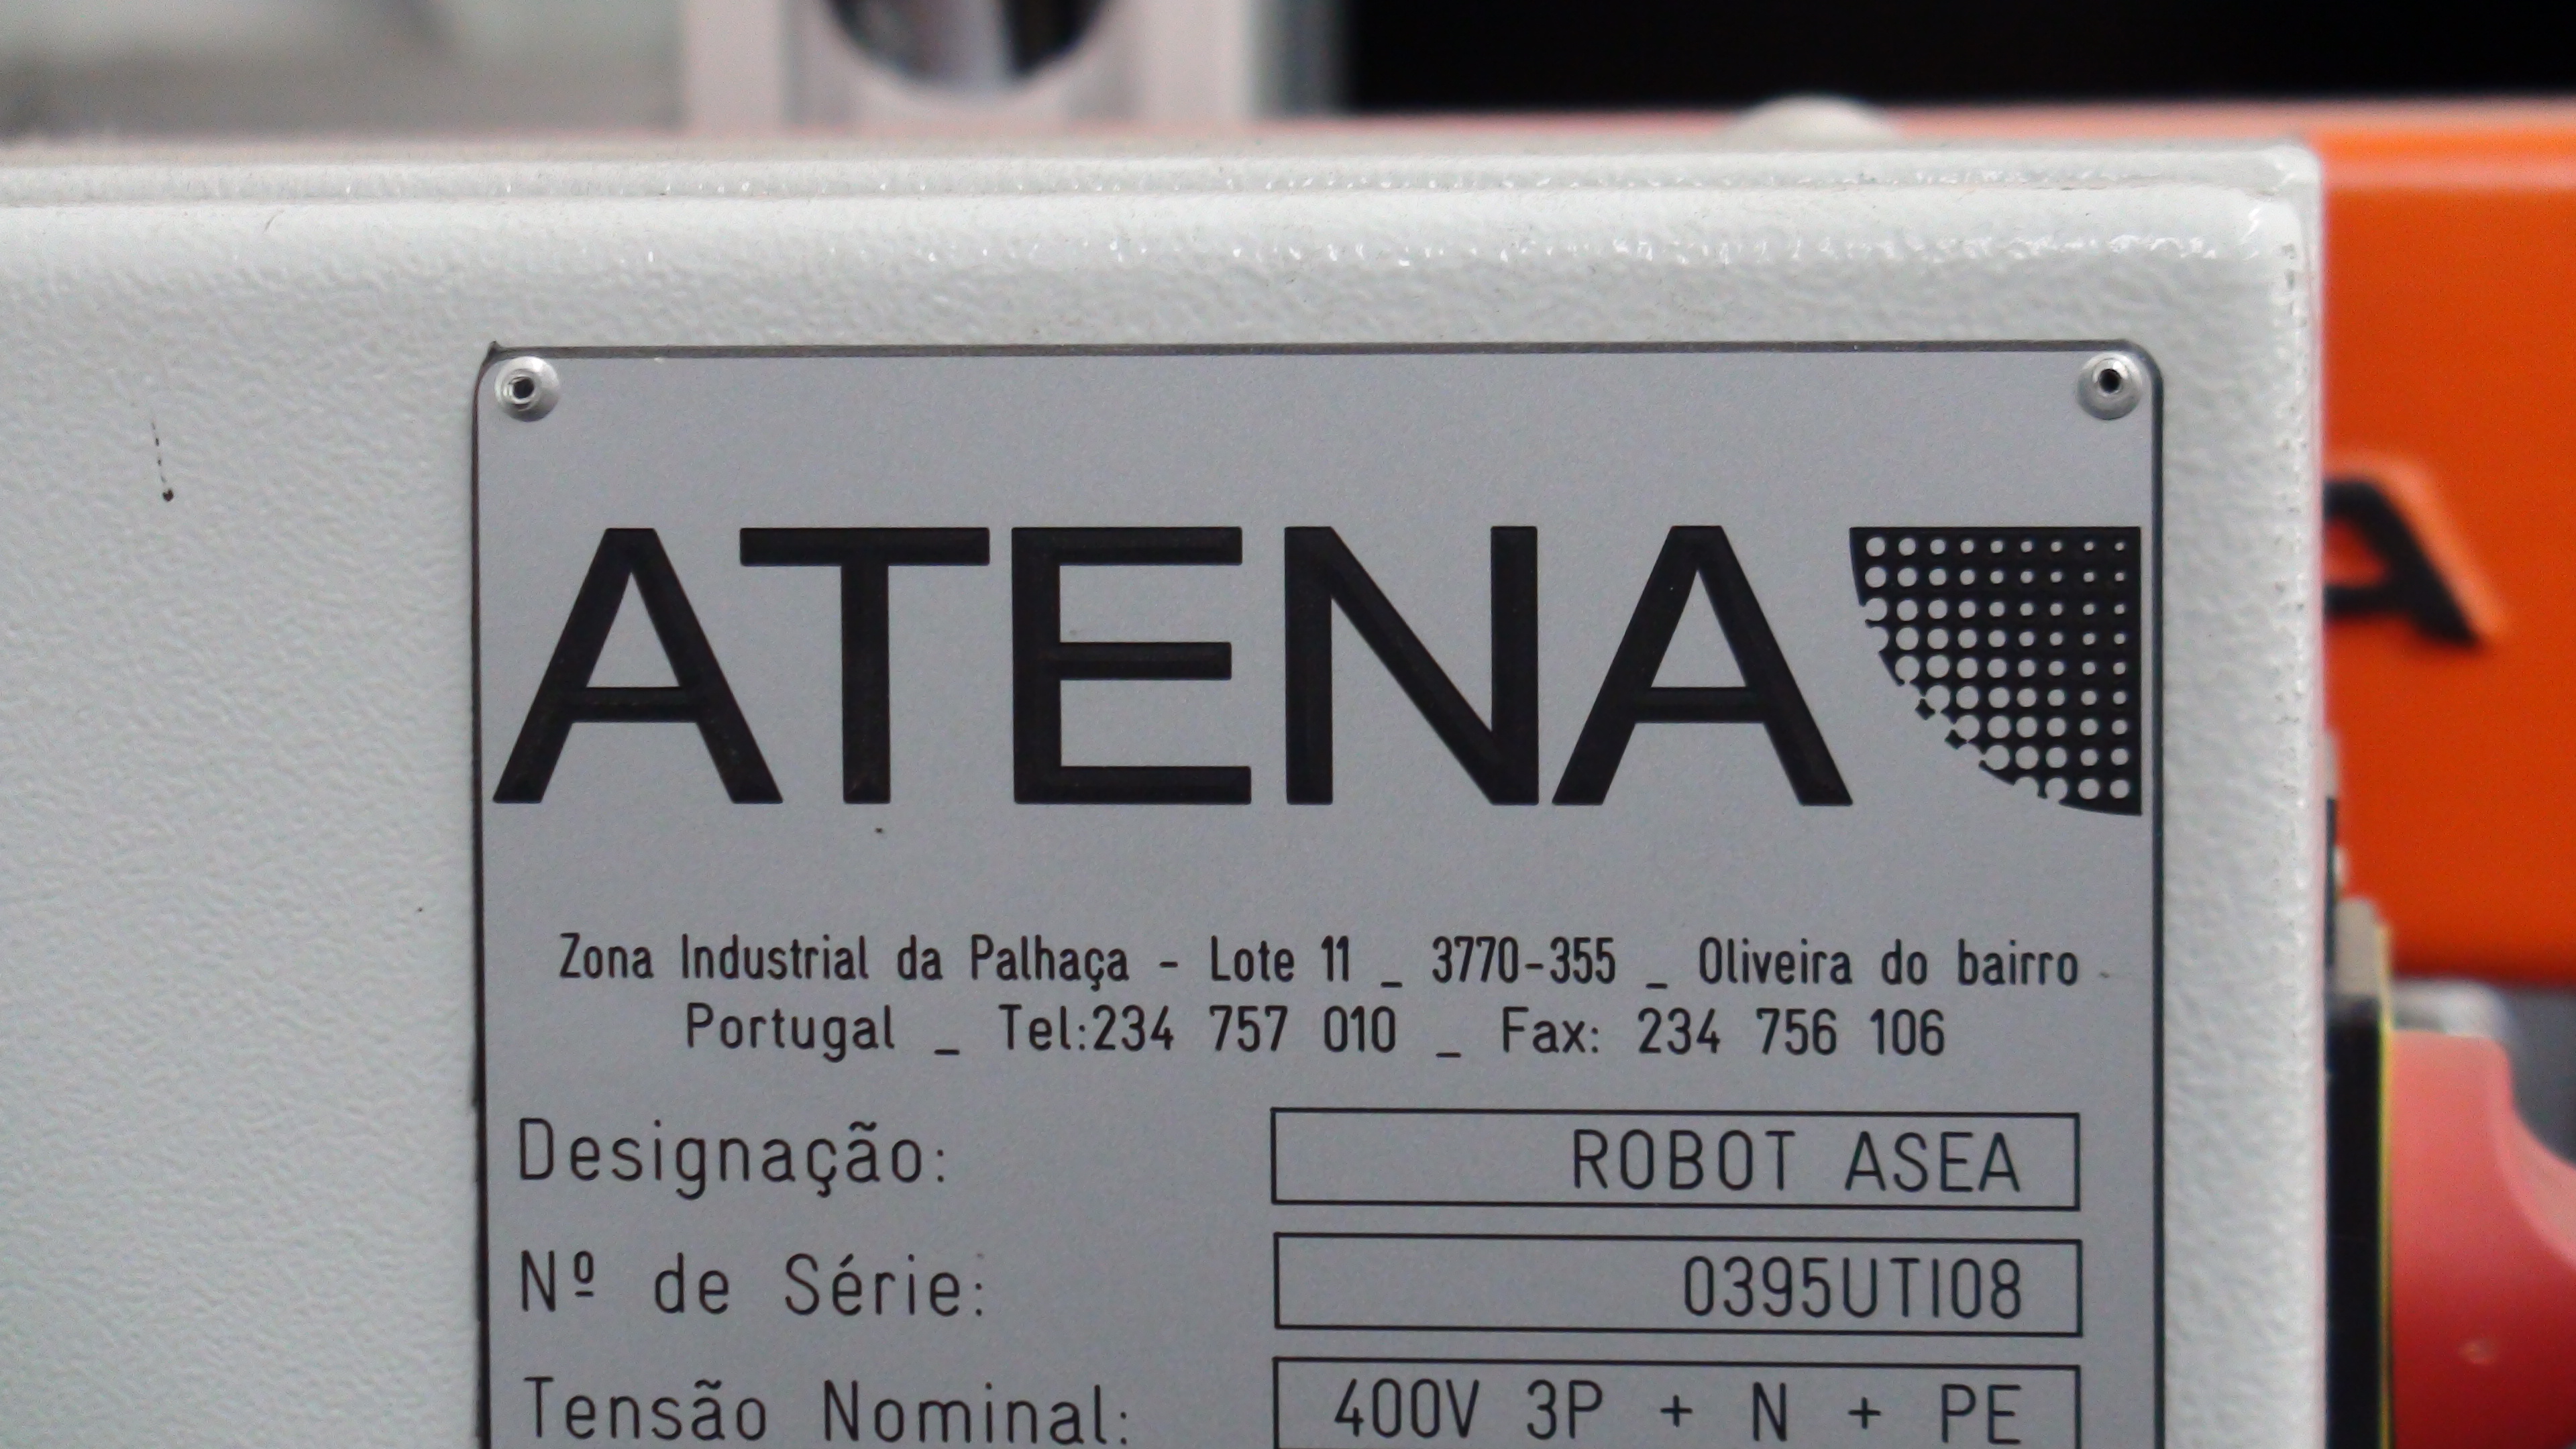 ATENA
Zona Industrial da Palhaça - Lote 11 _ 3770-355 _ Oliveira do bairro
Portugal _ Tel:234 757 010 _ Fax: 234 756 106
Designação: ROBOT ASEA
Nº de Série: 0395UTI08
Tensão Nominal: 400V 3P + N + PE
A